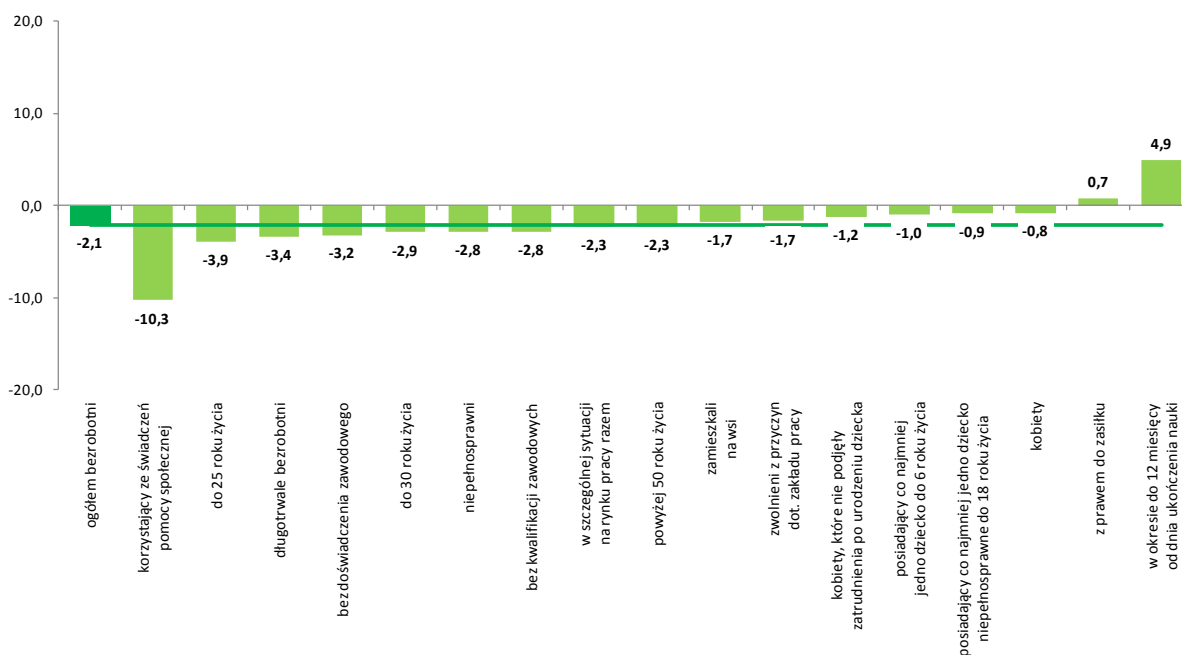 20,0
10,0
0,0
-10,0
-20,0
-2,1
-10,3
-3,9
-3,4
-3,2
-2,9
-2,8
-2,8
-2,3
-2,3
-1,7
-1,7
-1,2
-1,0
-0,9
-0,8
0,7
4,9
ogółem bezrobotni
korzystający ze świadczeń
pomocy społecznej
do 25 roku życia
długotrwale bezrobotni
bez doświadczenia zawodowego
do 30 roku życia
niepełnosprawni
bez kwalifikacji zawodowych
w szczególnej sytuacji
na rynku pracy razem
powyżej 50 roku życia
zamieszkali
na wsi
zwolnieni z przyczyn
dot. zakładu pracy
kobiety, które nie podjęły
zatrudnienia po urodzeniu dziecka
posiadający co najmniej
jedno dziecko do 6 roku życia
posiadający co najmniej jedno dziecko
niepełnosprawne do 18 roku życia
kobiety
z prawem do zasiłku
w okresie do 12 miesięcy
od dnia ukończenia nauki